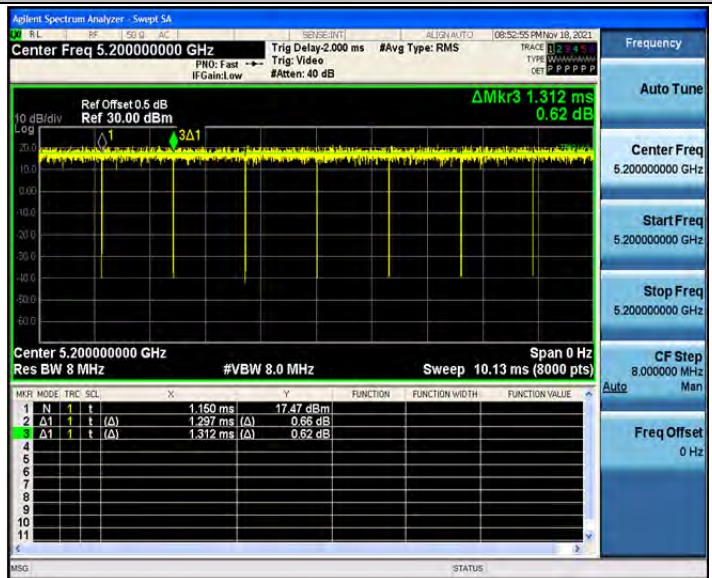 Agilent Spectrum Analyzer - Swept SA
RL RF 50 Ω AC SENSE:INT ALIGN AUTO 08:52:55 PM Nov 18, 2021
Center Freq 5.200000000 GHz
Trig Delay-2.000 ms #Avg Type: RMS
TRACE 1 2 3 4 5 6
PNO: Fast Trig: Video
TYPE
IFGain:Low #Atten: 40 dB
DET P P P P P P
Frequency
Auto Tune
ΔMkr3 1.312 ms
0.62 dB
Ref Offset 0.5 dB
10 dB/div Ref 30.00 dBm
Log
1
3Δ1
20.0
10.0
0.00
-10.0
-20.0
-30.0
-40.0
-50.0
-60.0
Center 5.200000000 GHz Span 0 Hz
Res BW 8 MHz #VBW 8.0 MHz Sweep 10.13 ms (8000 pts)
MKR MODE TRC SCL X Y FUNCTION FUNCTION WIDTH FUNCTION VALUE
1 N 1 t 1.150 ms 17.47 dBm
2 Δ1 1 t (Δ) 1.297 ms (Δ) 0.66 dB
3 Δ1 1 t (Δ) 1.312 ms (Δ) 0.62 dB
4
5
6
7
8
9
10
11
Center Freq
5.200000000 GHz
Start Freq
5.200000000 GHz
Stop Freq
5.200000000 GHz
CF Step
8.000000 MHz
Auto Man
Freq Offset
0 Hz
MSG STATUS